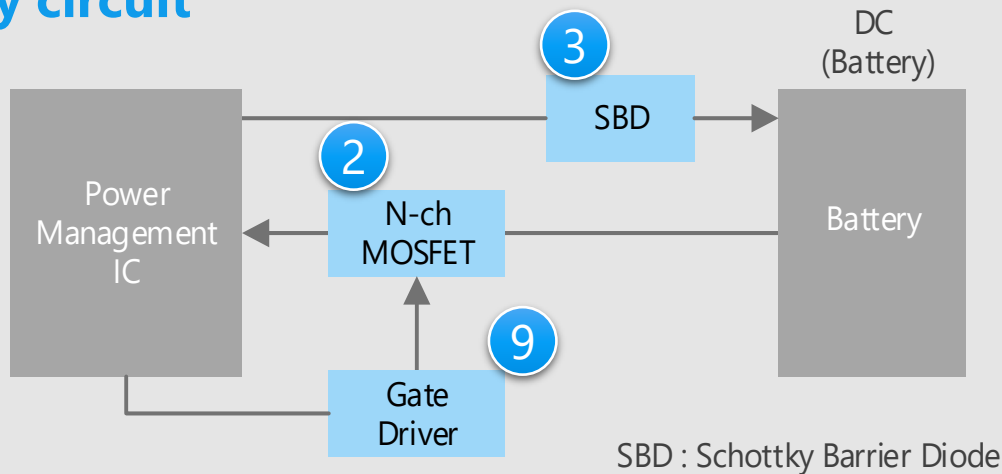 y circuit
DC
(Battery)
3
SBD
2
Power
Management
IC
N-ch
MOSFET
Battery
9
Gate
Driver
SBD : Schottky Barrier Diode